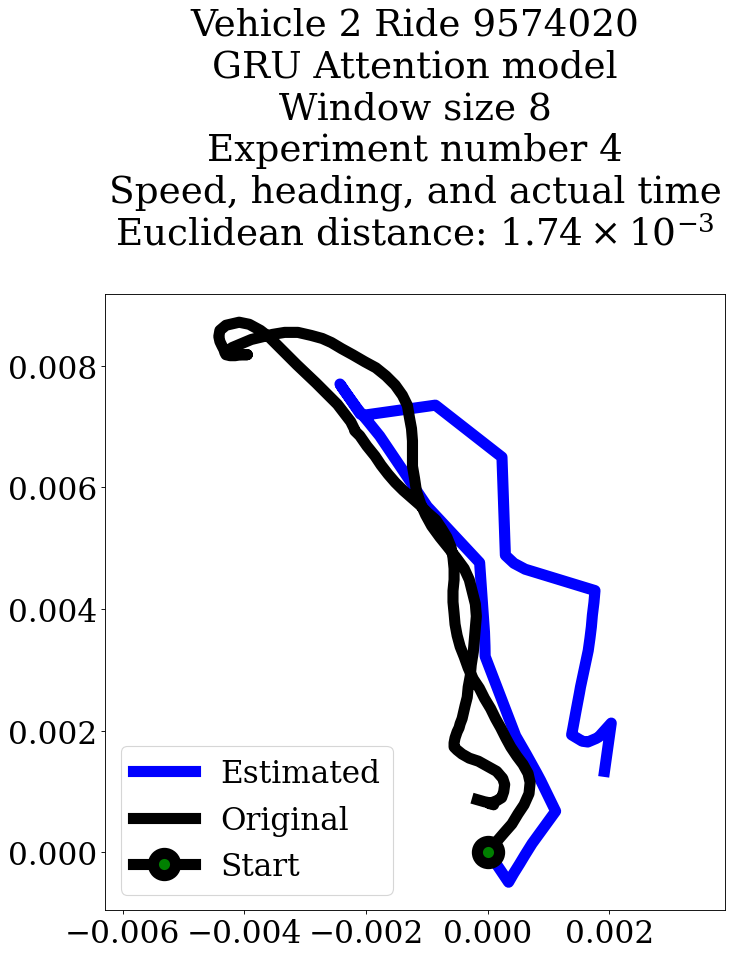 Vehicle 2 Ride 9574020
GRU Attention model
Window size 8
Experiment number 4
Speed, heading, and actual time
Euclidean distance: 1.74 × 10⁻³
0.008
0.006
0.004
0.002
0.000
Estimated
Original
Start
−0.006 −0.004 −0.002 0.000 0.002